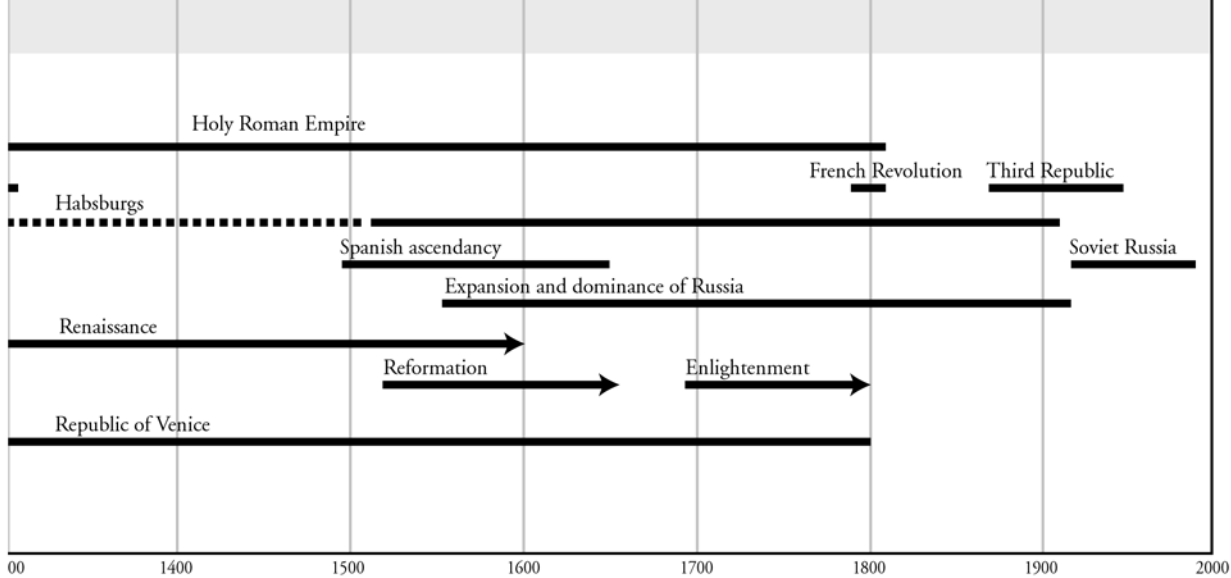 Holy Roman Empire
French Revolution
Third Republic
Habsburgs
Spanish ascendancy
Soviet Russia
Expansion and dominance of Russia
Renaissance
Reformation
Enlightenment
Republic of Venice
00 1400 1500 1600 1700 1800 1900 2000